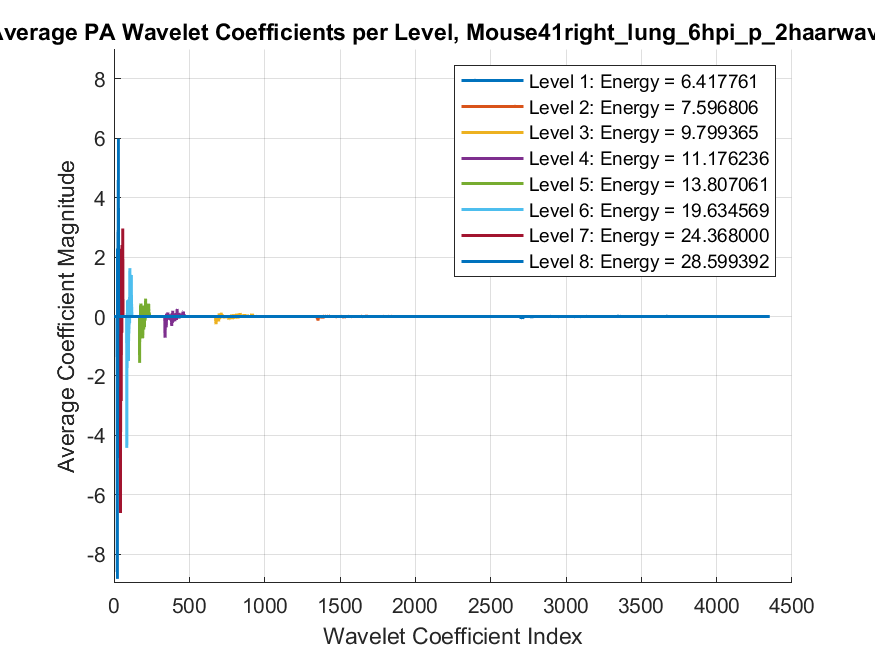 Average PA Wavelet Coefficients per Level, Mouse41right_lung_6hpi_p_2haarwav
8
6
4
2
0
-2
-4
-6
-8
Average Coefficient Magnitude
Level 1: Energy = 6.417761
Level 2: Energy = 7.596806
Level 3: Energy = 9.799365
Level 4: Energy = 11.176236
Level 5: Energy = 13.807061
Level 6: Energy = 19.634569
Level 7: Energy = 24.368000
Level 8: Energy = 28.599392
0 500 1000 1500 2000 2500 3000 3500 4000 4500
Wavelet Coefficient Index